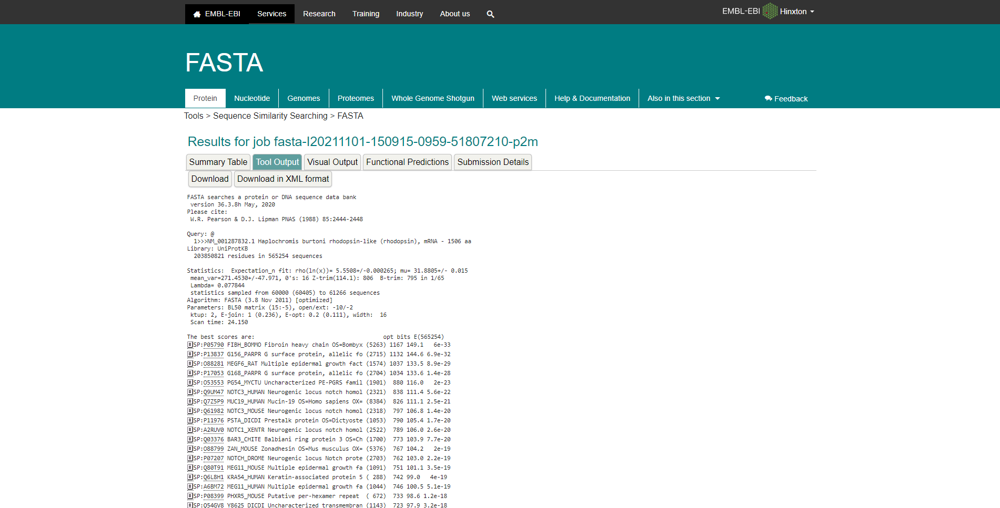 EMBL-EBI Services Research Training Industry About us EMBL-EBI Hinxton
FASTA
Protein Nucleotide Genomes Proteomes Whole Genome Shotgun Web services Help & Documentation Also in this section Feedback
Tools > Sequence Similarity Searching > FASTA
Results for job fasta-I20211101-150915-0959-51807210-p2m
Summary Table Tool Output Visual Output Functional Predictions Submission Details
Download Download in XML format
FASTA searches a protein or DNA sequence data bank
version 36.3.8h May, 2020
Please cite:
W.R. Pearson & D.J. Lipman PNAS (1988) 85:2444-2448
Query: @
1>>>NM_001287832.1 Haplochromis burtoni rhodopsin-like (rhodopsin), mRNA - 1506 aa
Library: UniProtKB
203850821 residues in 565254 sequences
Statistics: Expectation_n fit: rho(ln(x))= 5.5508+/-0.000265; mu= 31.8805+/- 0.015
mean_var=271.4530+/-47.971, 0's: 16 Z-trim(114.1): 806 B-trim: 795 in 1/65
Lambda= 0.077844
statistics sampled from 60000 (60405) to 61266 sequences
Algorithm: FASTA (3.8 Nov 2011) [optimized]
Parameters: BL50 matrix (15:-5), open/ext: -10/-2
ktup: 2, E-join: 1 (0.236), E-opt: 0.2 (0.111), width: 16
Scan time: 24.150
The best scores are: opt bits E(565254)
SP:P05790 FIBH_BOMMO Fibroin heavy chain OS=Bombyx (5263) 1167 149.1 6e-33
SP:P13837 G156_PARPR G surface protein, allelic fo (2715) 1132 144.6 6.9e-32
SP:O88281 MEGF6_RAT Multiple epidermal growth fact (1574) 1037 133.5 8.9e-29
SP:P17053 G168_PARPR G surface protein, allelic fo (2704) 1034 133.6 1.4e-28
SP:O53553 PG54_MYCTU Uncharacterized PE-PGRS famil (1901) 880 116.0 2e-23
SP:Q9UM47 NOTC3_HUMAN Neurogenic locus notch homol (2321) 838 111.4 5.6e-22
SP:Q7Z5P9 MUC19_HUMAN Mucin-19 OS=Homo sapiens OX= (8384) 826 111.1 2.5e-21
SP:Q61982 NOTC3_MOUSE Neurogenic locus notch homol (2318) 797 106.8 1.4e-20
SP:P11976 PSTA_DICDI Prestalk protein OS=Dictyoste (1053) 790 105.4 1.7e-20
SP:A2RUV0 NOTC1_XENTR Neurogenic locus notch homol (2522) 789 106.0 2.6e-20
SP:Q03376 BAR3_CHITE Balbiani ring protein 3 OS=Ch (1700) 773 103.9 7.7e-20
SP:O88799 ZAN_MOUSE Zonadhesin OS=Mus musculus OX= (5376) 767 104.2 2e-19
SP:P07207 NOTCH_DROME Neurogenic locus Notch prote (2703) 762 103.0 2.2e-19
SP:Q80T91 MEG11_MOUSE Multiple epidermal growth fa (1091) 751 101.1 3.5e-19
SP:Q6L8H1 KRA54_HUMAN Keratin-associated protein 5 ( 288) 742 99.0 4e-19
SP:A6BM72 MEG11_HUMAN Multiple epidermal growth fa (1044) 746 100.5 5.1e-19
SP:P08399 PHXR5_MOUSE Putative per-hexamer repeat ( 672) 733 98.6 1.2e-18
SP:Q54GV8 Y8625_DICDI Uncharacterized transmembran (1143) 723 97.9 3.2e-18